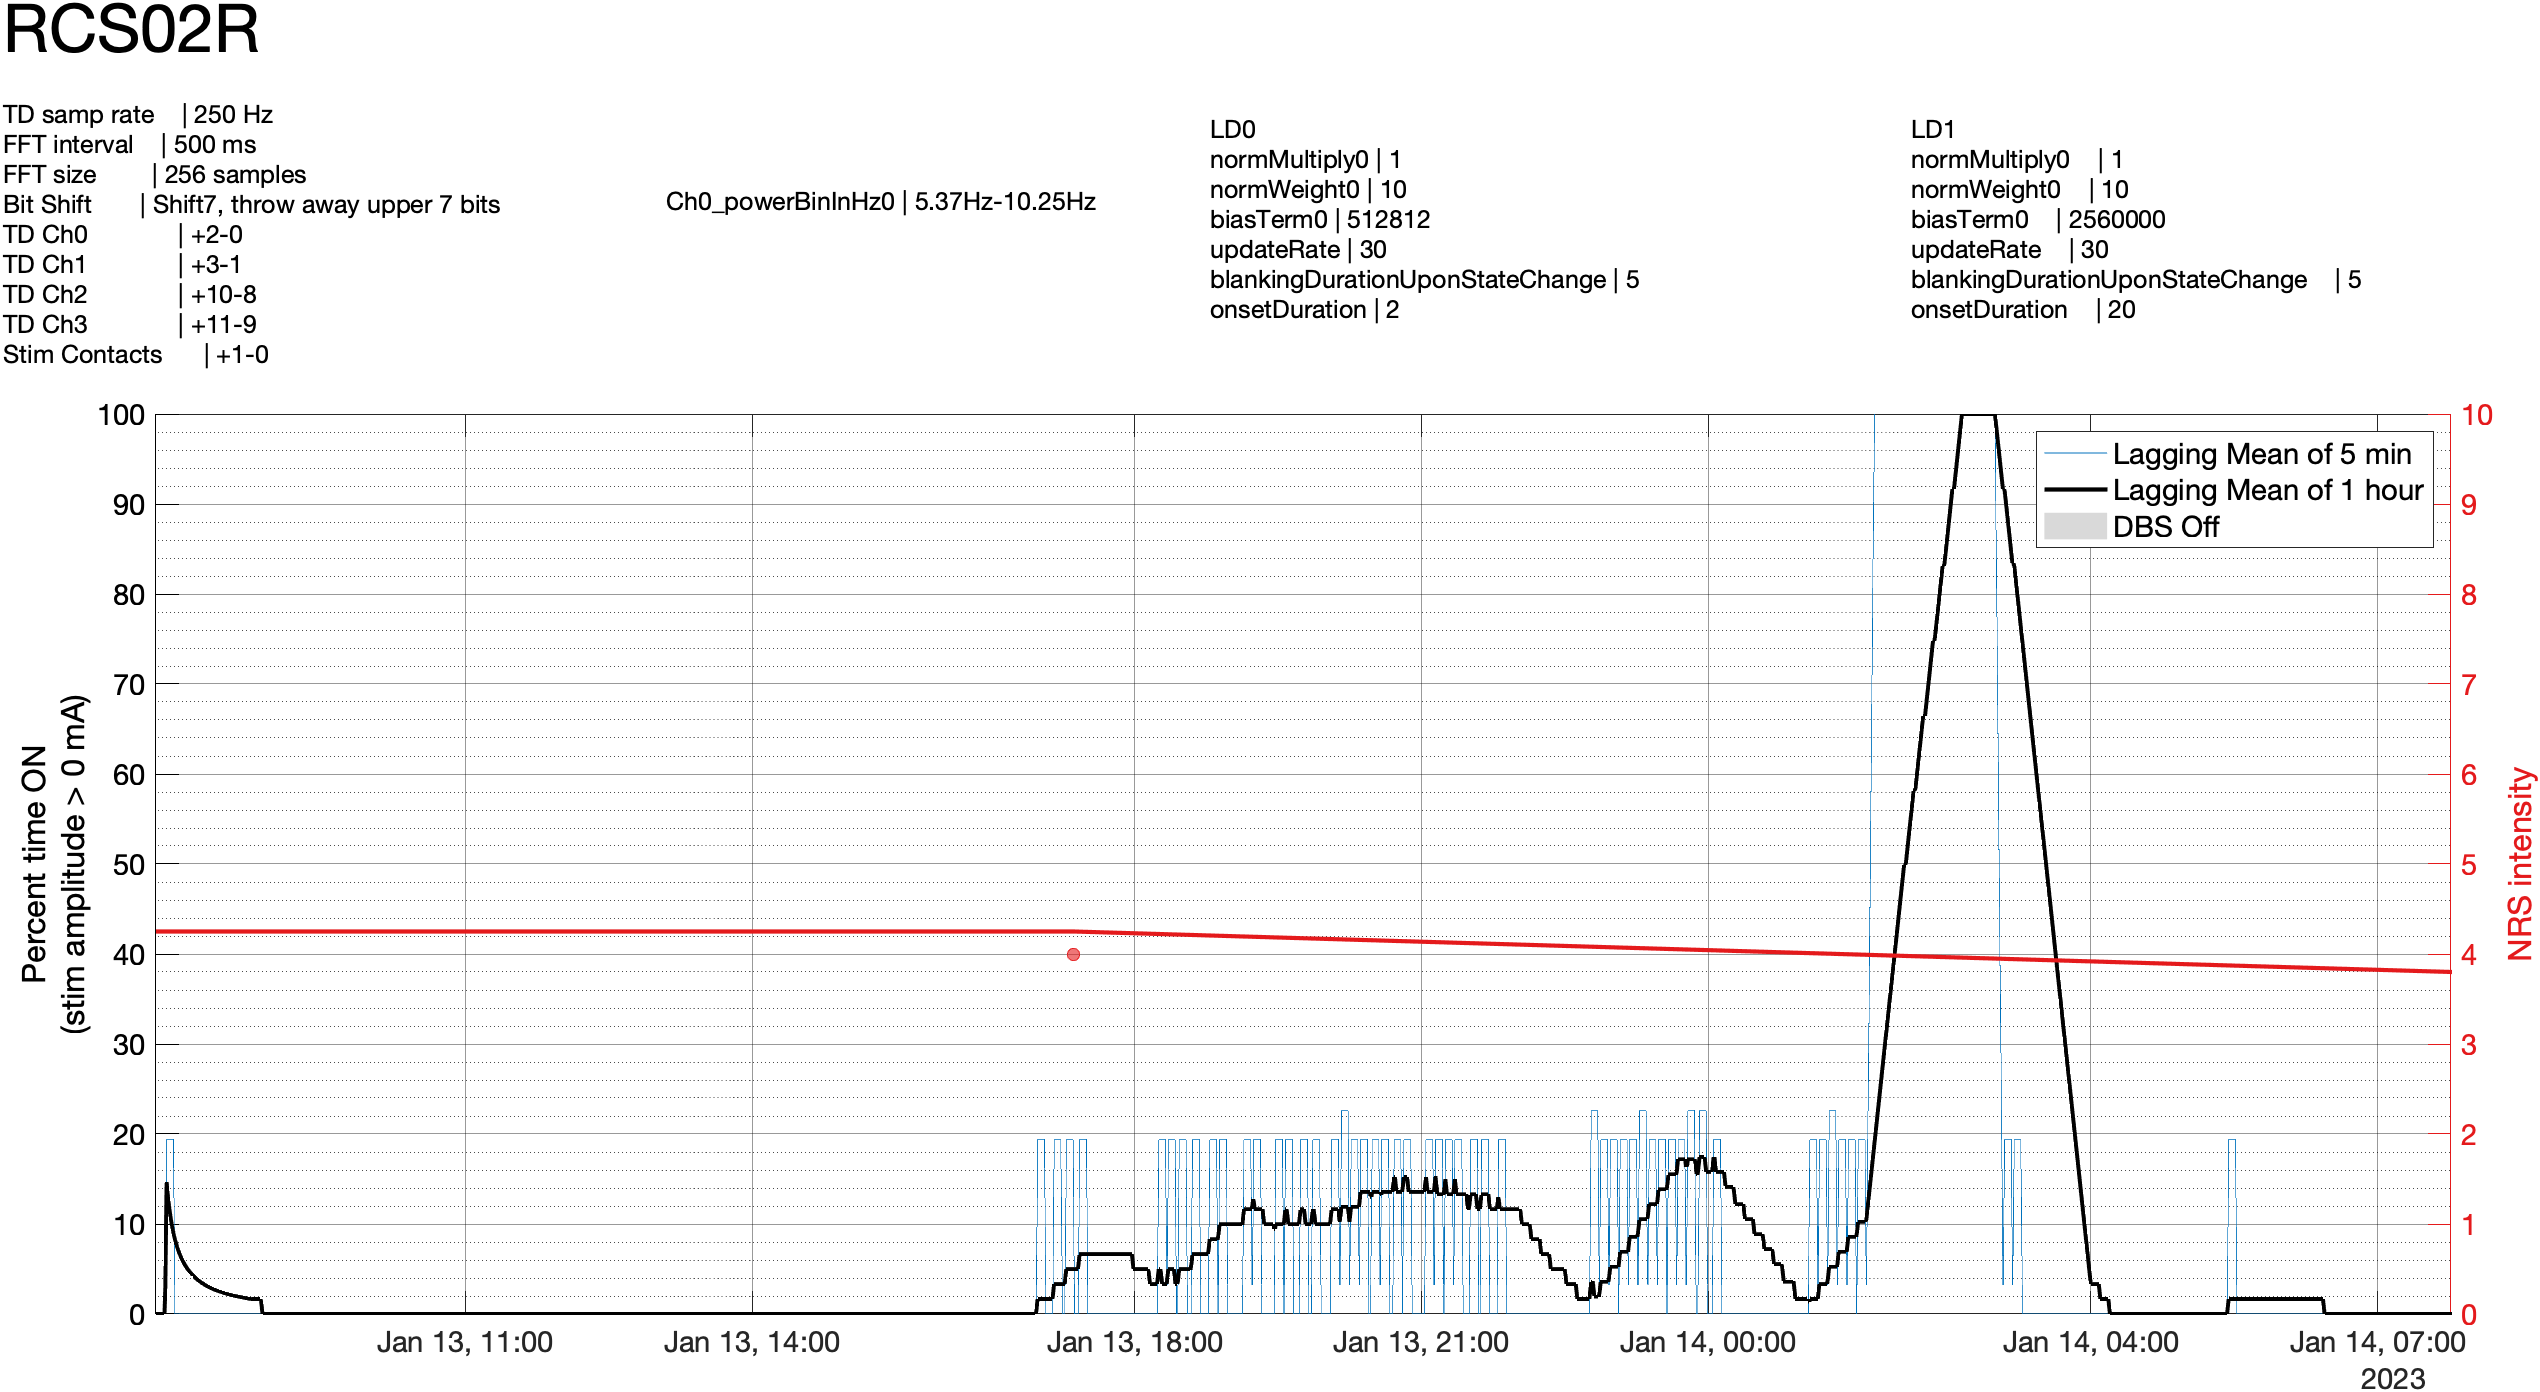 RCS02R
TD samp rate | 250 Hz
FFT interval | 500 ms
FFT size | 256 samples
Bit Shift | Shift7, throw away upper 7 bits
TD Ch0 | +2-0
TD Ch1 | +3-1
TD Ch2 | +10-8
TD Ch3 | +11-9
Stim Contacts | +1-0
Ch0_powerBinInHz0 | 5.37Hz-10.25Hz
LD0
normMultiply0 | 1
normWeight0 | 10
biasTerm0 | 512812
updateRate | 30
blankingDurationUponStateChange | 5
onsetDuration | 2
LD1
normMultiply0 | 1
normWeight0 | 10
biasTerm0 | 2560000
updateRate | 30
blankingDurationUponStateChange | 5
onsetDuration | 20
Percent time ON
(stim amplitude > 0 mA)
100
90
80
70
60
50
40
30
20
10
0
Lagging Mean of 5 min
Lagging Mean of 1 hour
DBS Off
10
9
8
7
6
5
4
3
2
1
0
NRS intensity
Jan 13, 11:00
Jan 13, 14:00
Jan 13, 18:00
Jan 13, 21:00
Jan 14, 00:00
Jan 14, 04:00
Jan 14, 07:00
2023